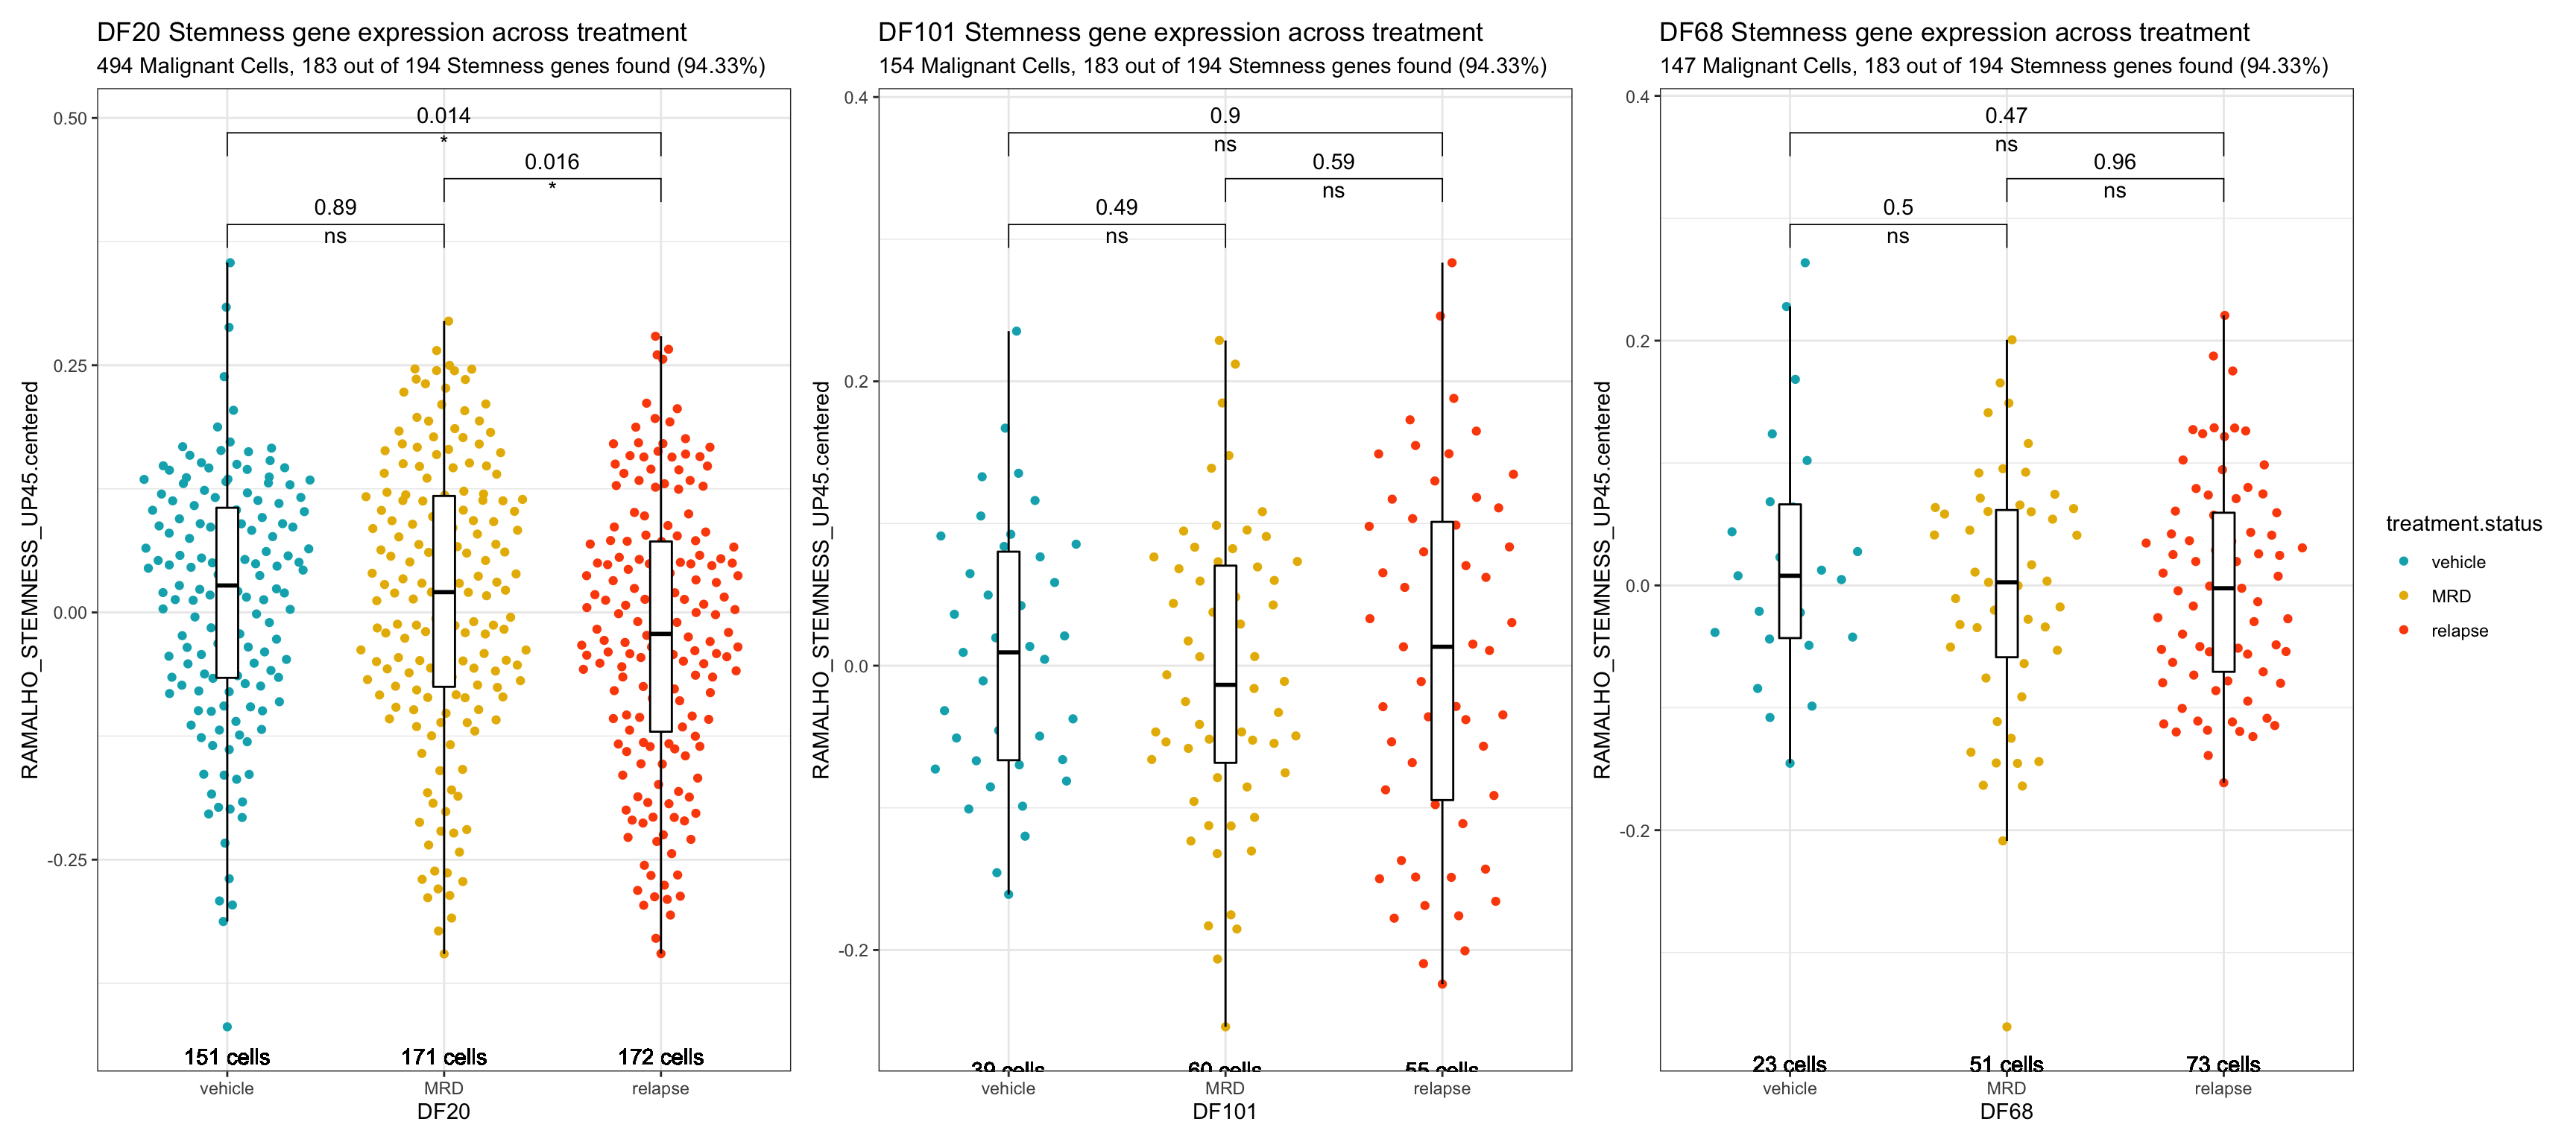 DF20 Stemness gene expression across treatment
494 Malignant Cells, 183 out of 194 Stemness genes found (94.33%)
RAMALHO_STEMNESS_UP45.centered
0.50
0.25
0.00
-0.25
0.014
*
0.016
*
0.89
ns
151 cells
171 cells
172 cells
vehicle
MRD
relapse
DF20
DF101 Stemness gene expression across treatment
154 Malignant Cells, 183 out of 194 Stemness genes found (94.33%)
RAMALHO_STEMNESS_UP45.centered
0.4
0.2
0.0
-0.2
0.9
ns
0.59
ns
0.49
ns
39 cells
60 cells
55 cells
vehicle
MRD
relapse
DF101
DF68 Stemness gene expression across treatment
147 Malignant Cells, 183 out of 194 Stemness genes found (94.33%)
RAMALHO_STEMNESS_UP45.centered
0.4
0.2
0.0
-0.2
0.47
ns
0.96
ns
0.5
ns
23 cells
51 cells
73 cells
vehicle
MRD
relapse
DF68
treatment.status
vehicle
MRD
relapse